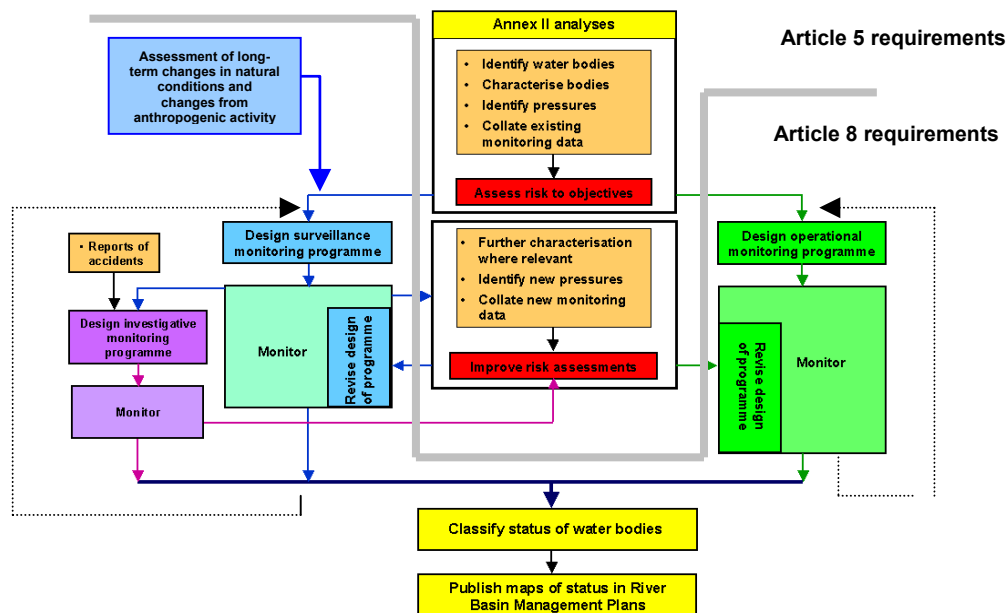 Annex II analyses
Article 5 requirements
Assessment of long-
term changes in natural
conditions and
changes from
anthropogenic activity
• Identify water bodies
• Characterise bodies
• Identify pressures
• Collate existing
monitoring data
Article 8 requirements
Assess risk to objectives
Design surveillance
monitoring programme
Design operational
monitoring programme
• Reports of
accidents
• Further characterisation
where relevant
• Identify new pressures
• Collate new monitoring
data
Design investigative
monitoring
programme
Monitor
Revise design
of programme
Improve risk assessments
Revise design
of programme
Monitor
Monitor
Classify status of water bodies
Publish maps of status in River
Basin Management Plans